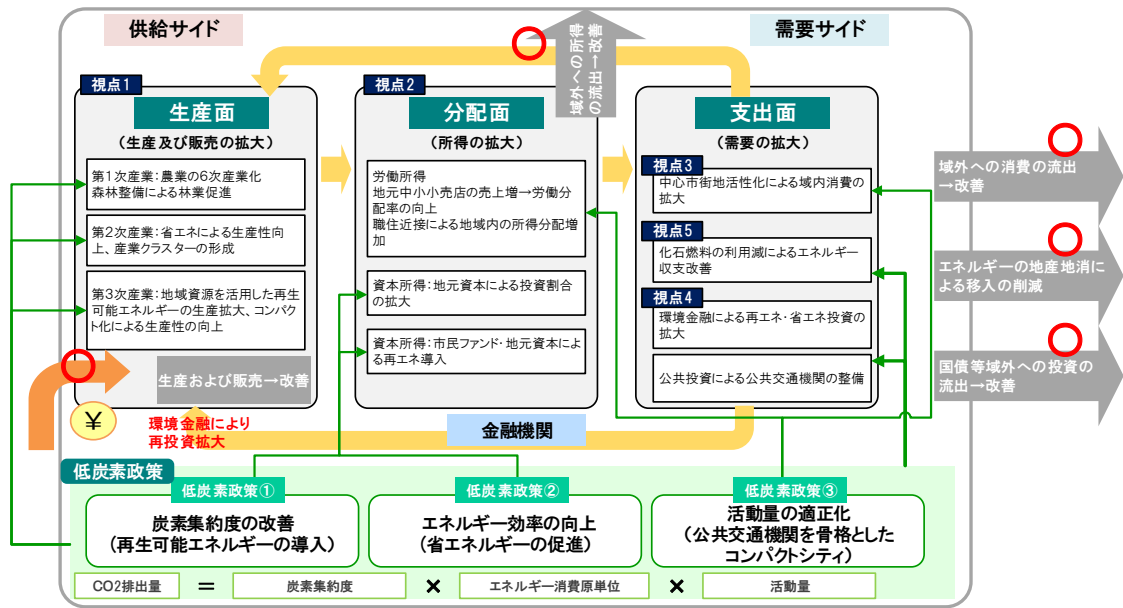 供給サイド
需要サイド
域外への所得
の流出→改善
視点1
生産面
(生産及び販売の拡大)
第1次産業:農業の6次産業化
森林整備による林業促進
第2次産業:省エネによる生産性向
上、産業クラスターの形成
第3次産業:地域資源を活用した再生
可能エネルギーの生産拡大、コンパク
ト化による生産性の向上
生産および販売→改善
¥
環境金融により
再投資拡大
視点2
分配面
(所得の拡大)
労働所得
地元中小小売店の売上増→労働分
配率の向上
職住近接による地域内の所得分配増
加
資本所得:地元資本による投資割合
の拡大
資本所得:市民ファンド・地元資本によ
る再エネ導入
金融機関
支出面
(需要の拡大)
視点3
中心市街地活性化による域内消費の
拡大
視点5
化石燃料の利用減によるエネルギー
収支改善
視点4
環境金融による再エネ・省エネ投資の
拡大
公共投資による公共交通機関の整備
域外への消費の流出
→改善
エネルギーの地産地消に
よる移入の削減
国債等域外への投資の
流出→改善
低炭素政策
低炭素政策①
炭素集約度の改善
(再生可能エネルギーの導入)
低炭素政策②
エネルギー効率の向上
(省エネルギーの促進)
低炭素政策③
活動量の適正化
(公共交通機関を骨格とした
コンパクトシティ)
CO2排出量 = 炭素集約度 × エネルギー消費原単位 × 活動量